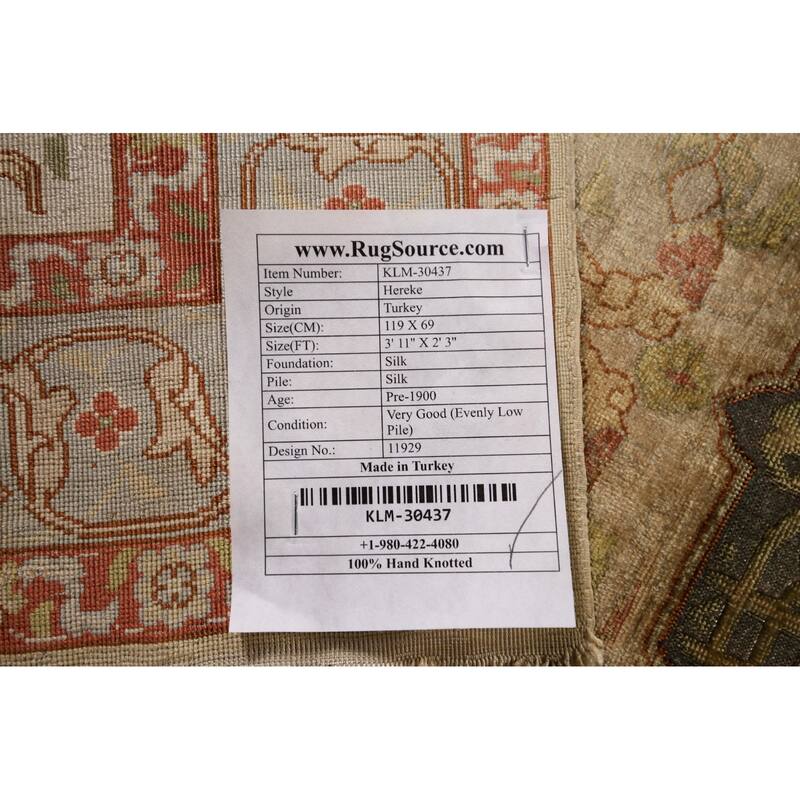 www.RugSource.com
Item Number: KLM-30437
Style Hereke
Origin Turkey
Size(CM): 119 X 69
Size(FT): 3' 11" X 2' 3"
Foundation: Silk
Pile: Silk
Age: Pre-1900
Condition: Very Good (Evenly Low
Pile)
Design No.: 11929
Made in Turkey
KLM-30437
+1-980-422-4080
100% Hand Knotted